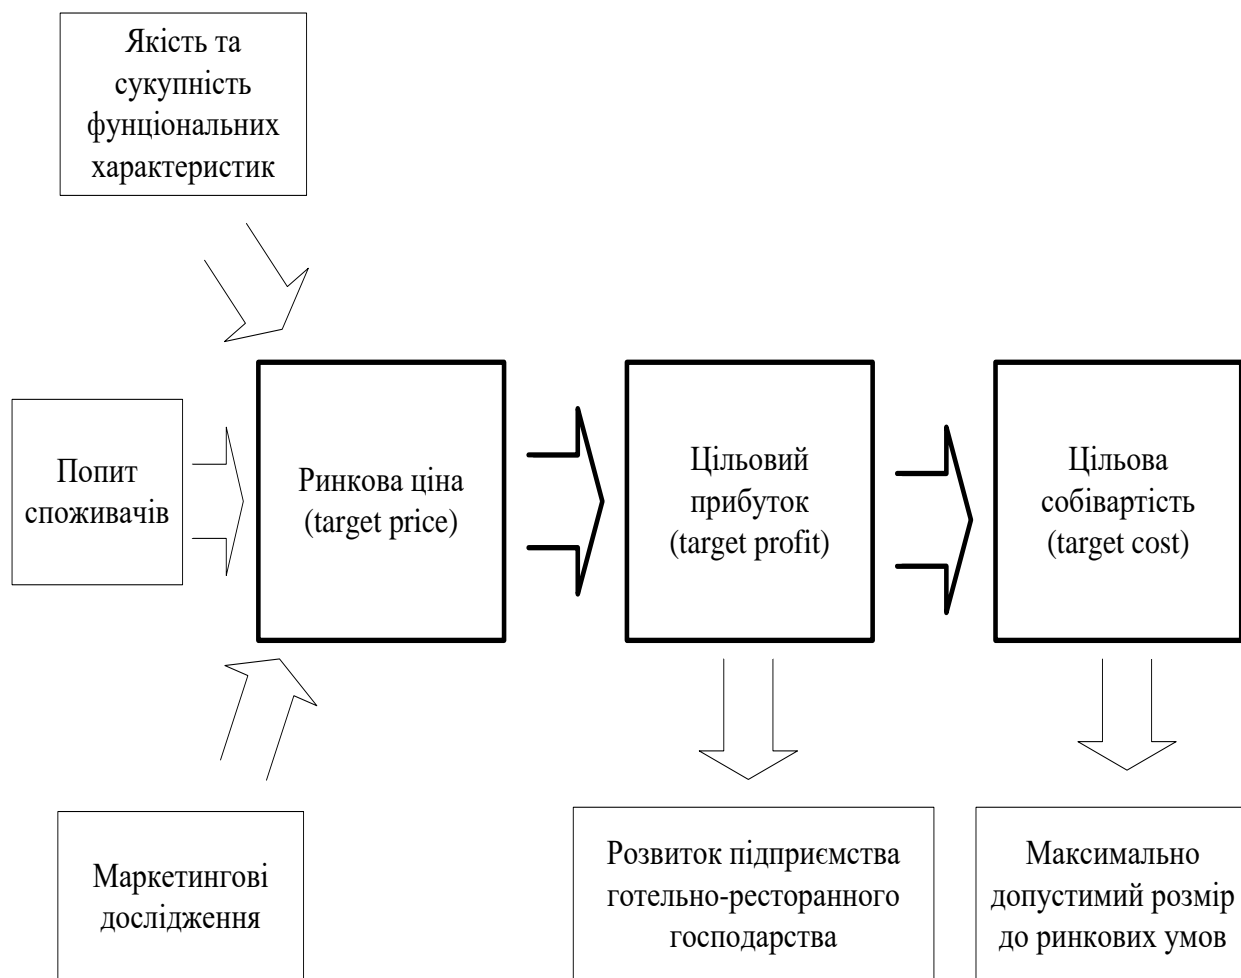 Якість та
сукупність
фунціональних
характеристик
Попит
споживачів
Ринкова ціна
(target price)
Цільовий
прибуток
(target profit)
Цільова
собівартість
(target cost)
Маркетингові
дослідження
Розвиток підприємства
готельно-ресторанного
господарства
Максимально
допустимий розмір
до ринкових умов